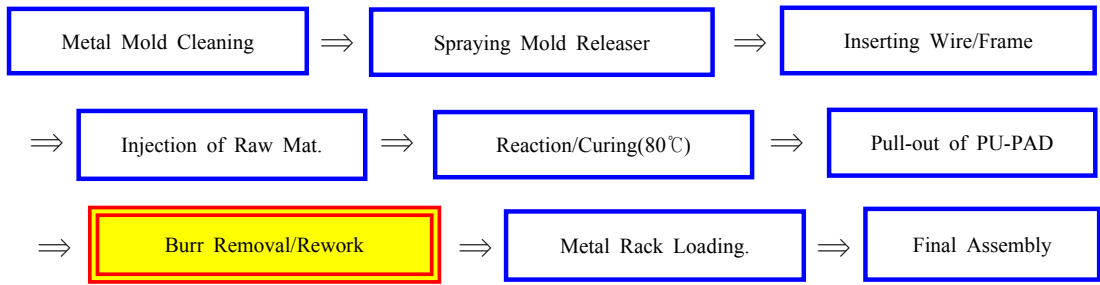 Metal Mold Cleaning ⇒ Spraying Mold Releaser ⇒ Inserting Wire/Frame
⇒ Injection of Raw Mat. ⇒ Reaction/Curing(80℃) ⇒ Pull-out of PU-PAD
⇒ Burr Removal/Rework ⇒ Metal Rack Loading. ⇒ Final Assembly